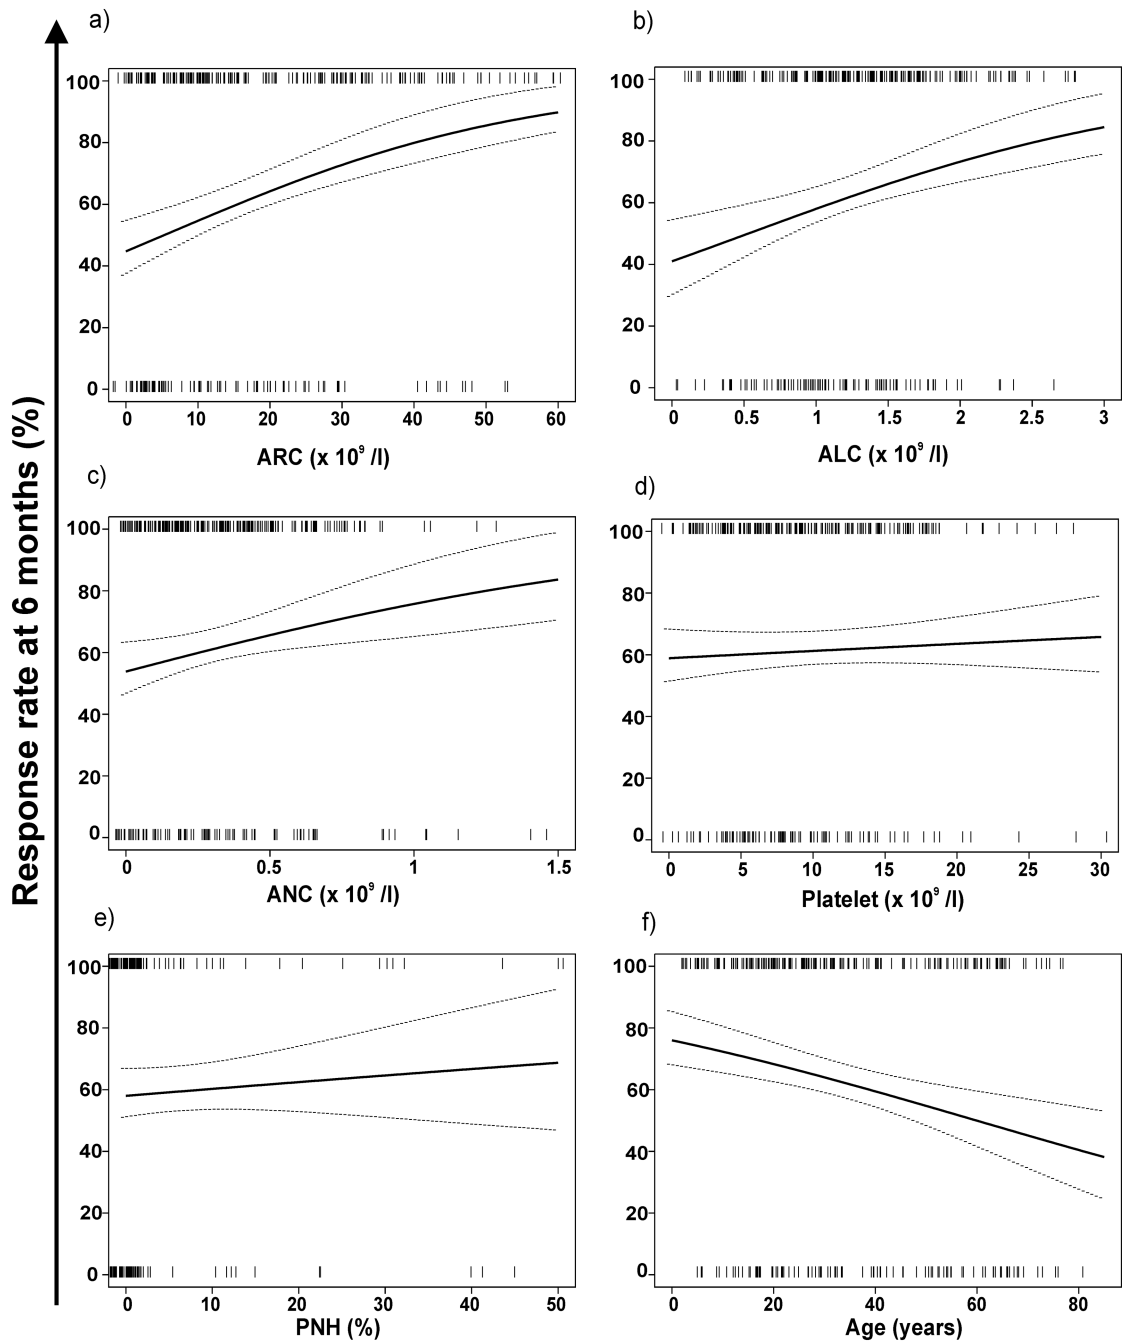 Response rate at 6 months (%)
a)
100
80
60
40
20
0
0 10 20 30 40 50 60
ARC (x 10⁹ /l)
b)
100
80
60
40
20
0
0 0.5 1 1.5 2 2.5 3
ALC (x 10⁹ /l)
c)
100
80
60
40
20
0
0 0.5 1 1.5
ANC (x 10⁹ /l)
d)
100
80
60
40
20
0
0 5 10 15 20 25 30
Platelet (x 10⁹ /l)
e)
100
80
60
40
20
0
0 10 20 30 40 50
PNH (%)
f)
100
80
60
40
20
0
0 20 40 60 80
Age (years)